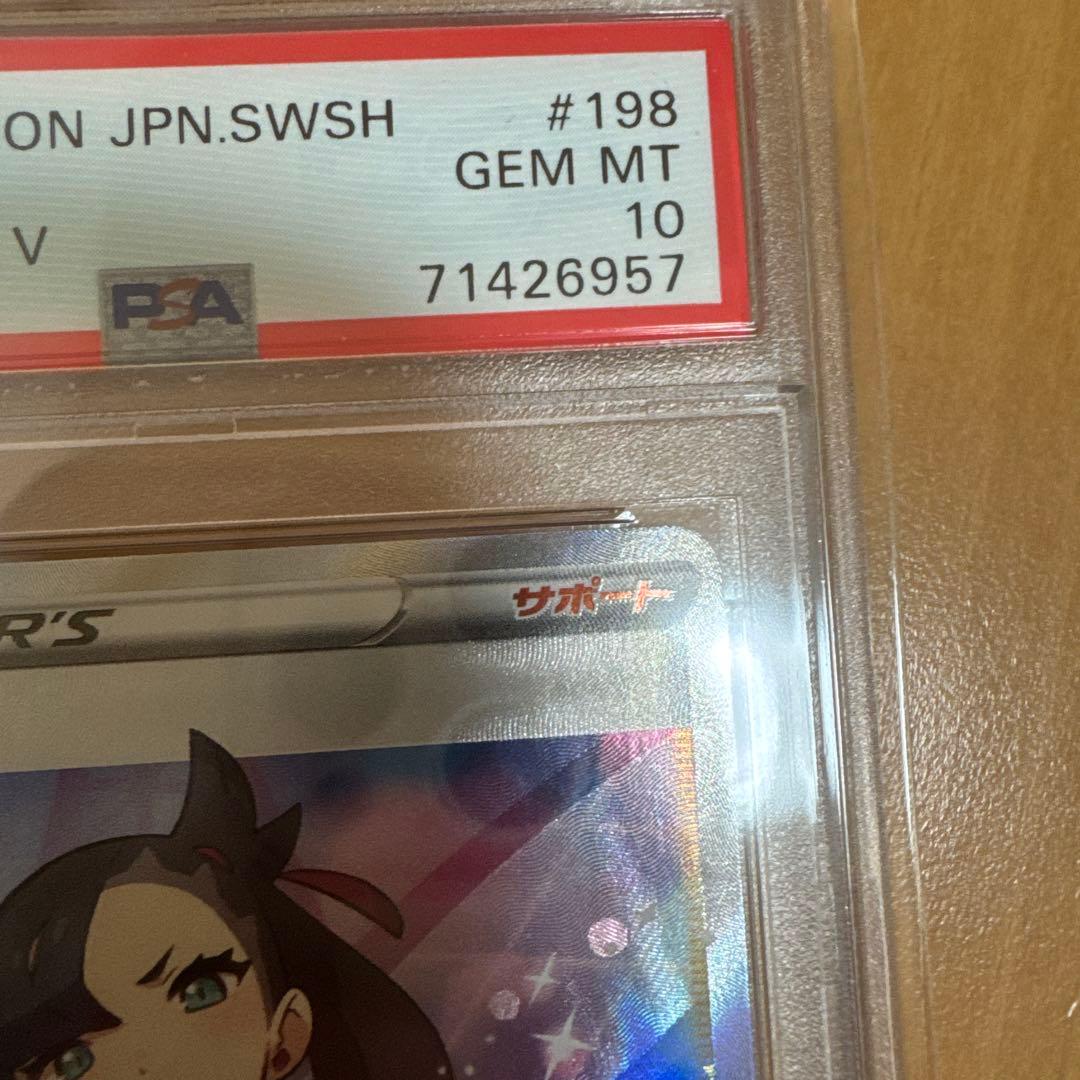 ON JPN.SWSH #198
GEM MT
V 10
PSA 71426957
R'S サポート